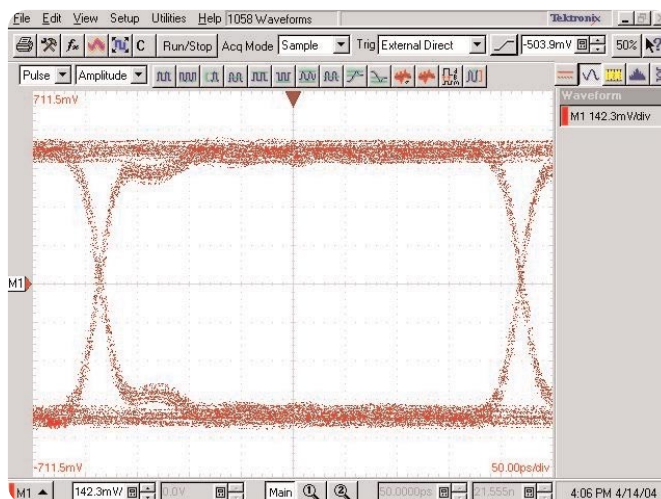 File Edit View Setup Utilities Help 1058 Waveforms Tektronix
C Run/Stop Acq Mode Sample Trig External Direct -503.9mV 50%
Pulse Amplitude
Waveform
711.5mV
M1 142.3mV/div
M1
-711.5mV 50.00ps/div
M1 142.3mV/ 0.0V Main 1 2 50.0000ps 21.555n 4:06 PM 4/14/04